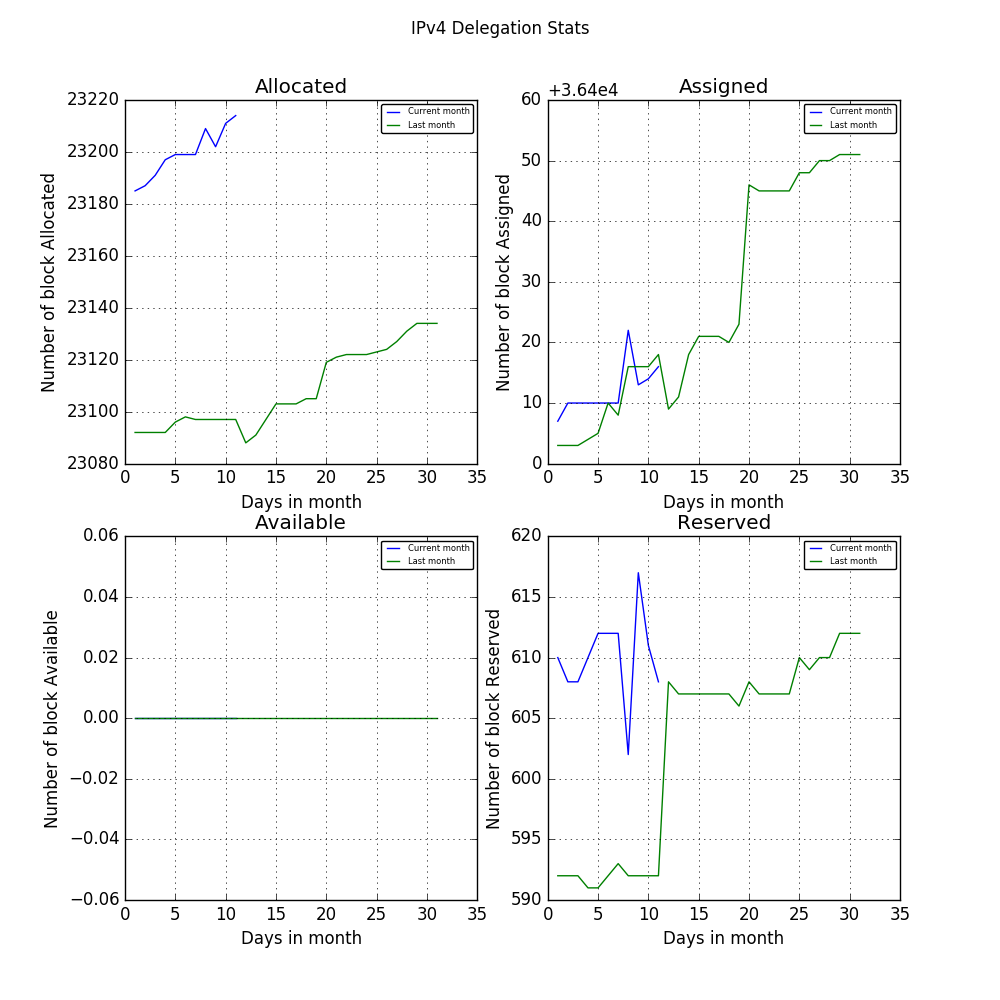 IPv4 Delegation Stats
Allocated
Number of block Allocated
23220
23200
23180
23160
23140
23120
23100
23080
0 5 10 15 20 25 30 35
Days in month
Current month
Last month
Assigned
+3.64e4
Number of block Assigned
60
50
40
30
20
10
0
0 5 10 15 20 25 30 35
Days in month
Current month
Last month
Available
Number of block Available
0.06
0.04
0.02
0.00
−0.02
−0.04
−0.06
0 5 10 15 20 25 30 35
Days in month
Current month
Last month
Reserved
Number of block Reserved
620
615
610
605
600
595
590
0 5 10 15 20 25 30 35
Days in month
Current month
Last month